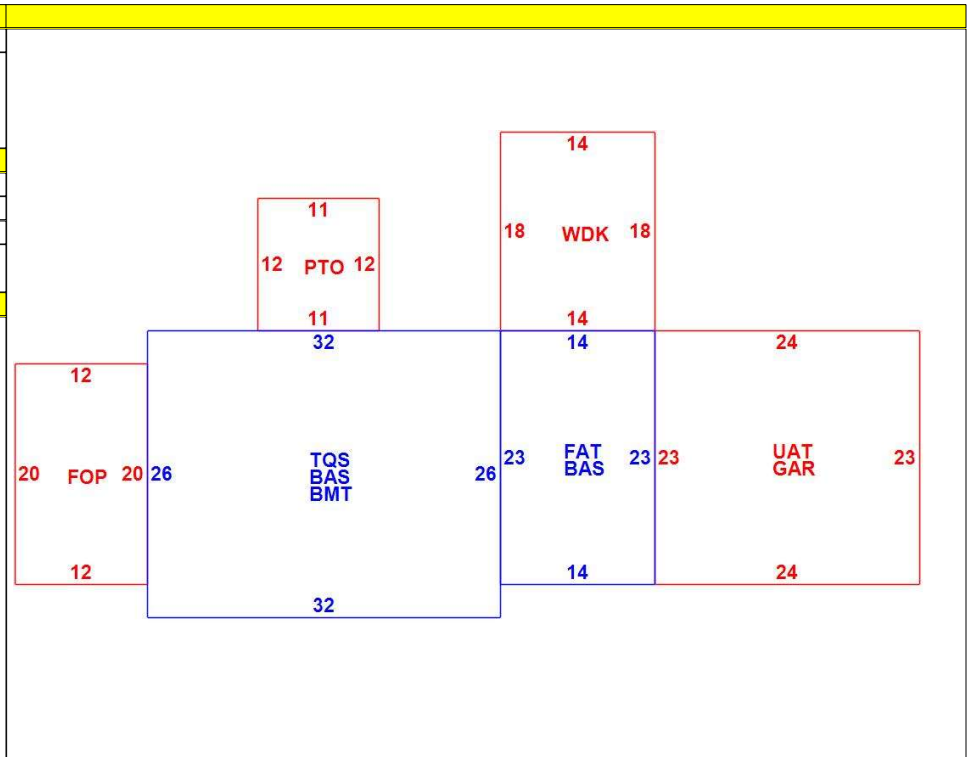 14
18 WDK 18
14
11
12 PTO 12
11
32
26 TQS 26
BAS
BMT
32
12
20 FOP 20
12
14
23 FAT 23
BAS
14
24
23 UAT 23
GAR
24